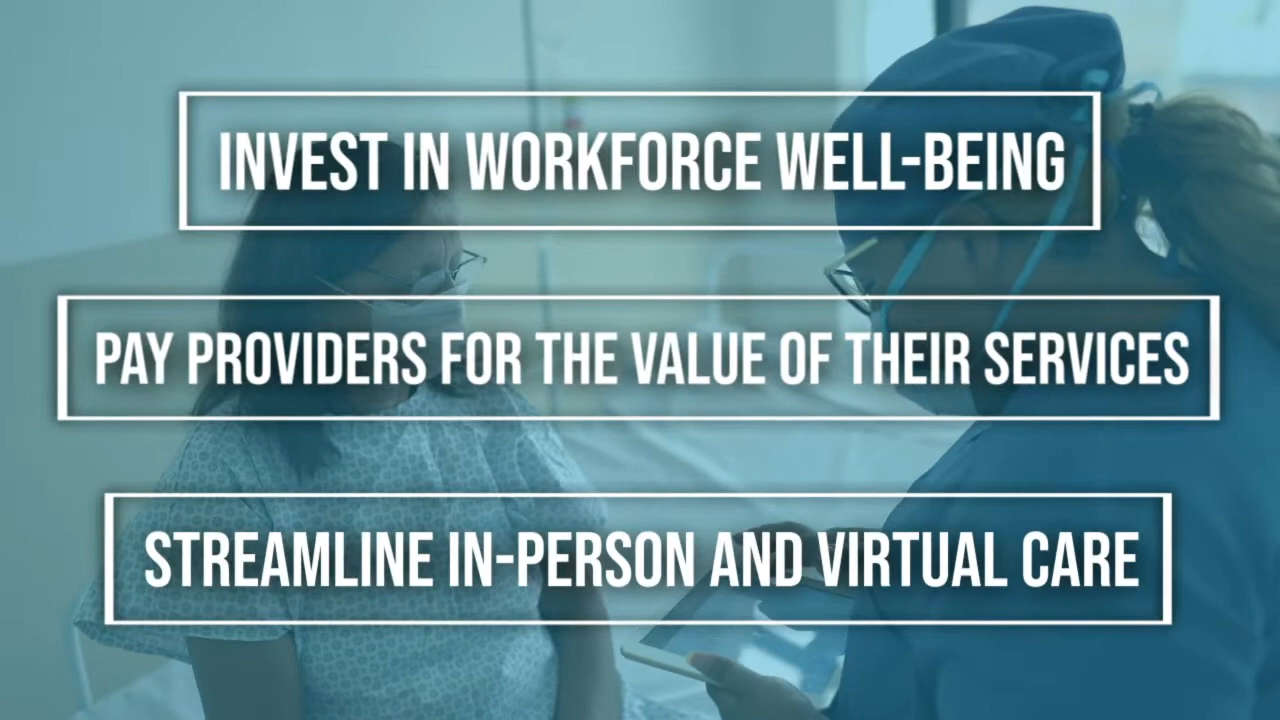 INVEST IN WORKFORCE WELL-BEING
PAY PROVIDERS FOR THE VALUE OF THEIR SERVICES
STREAMLINE IN-PERSON AND VIRTUAL CARE